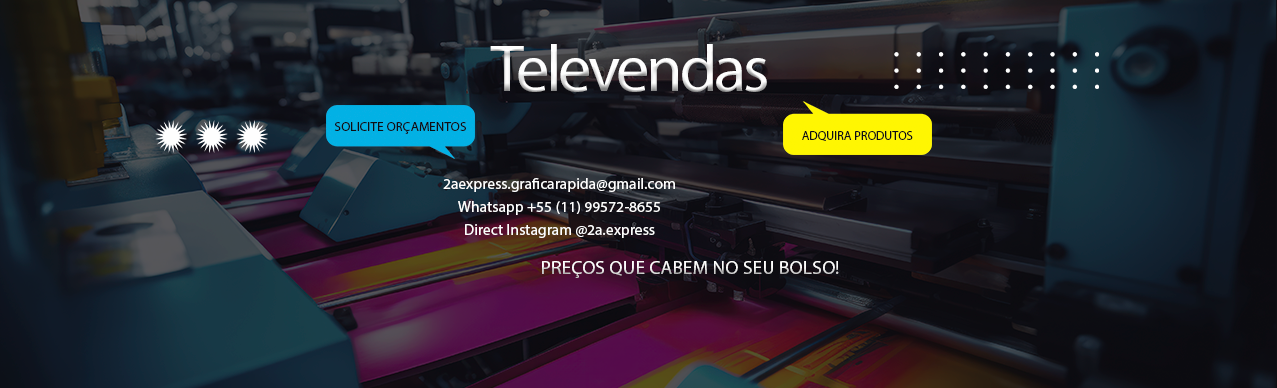 Televendas
SOLICITE ORÇAMENTOS
ADQUIRA PRODUTOS
2aexpress.graficarapida@gmail.com
Whatsapp +55 (11) 99572-8655
Direct Instagram @2a.express
PREÇOS QUE CABEM NO SEU BOLSO!